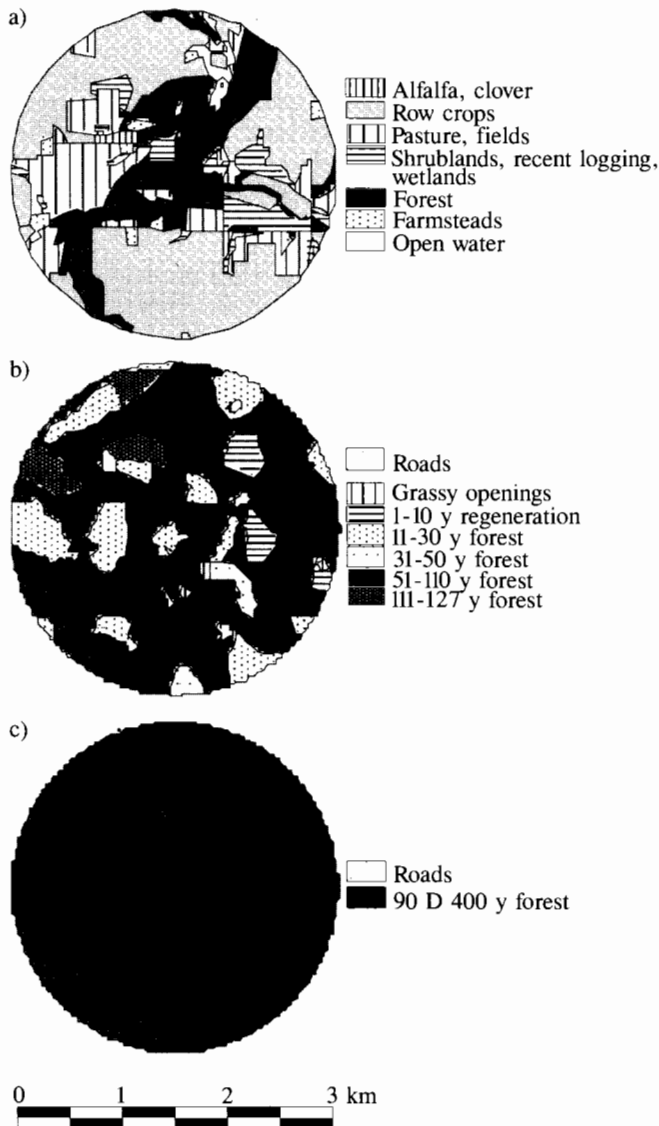 a)
Alfalfa, clover
Row crops
Pasture, fields
Shrublands, recent logging,
wetlands
Forest
Farmsteads
Open water
b)
Roads
Grassy openings
1-10 y regeneration
11-30 y forest
31-50 y forest
51-110 y forest
111-127 y forest
c)
Roads
90 D 400 y forest
0 1 2 3 km